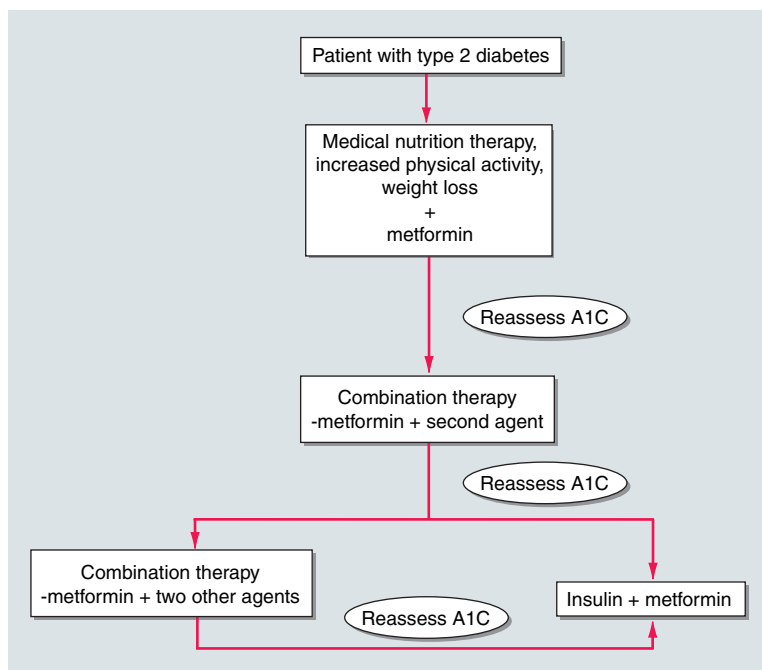 Patient with type 2 diabetes
Medical nutrition therapy,
increased physical activity,
weight loss
+
metformin
Reassess A1C
Combination therapy
-metformin + second agent
Reassess A1C
Combination therapy
-metformin + two other agents
Reassess A1C
Insulin + metformin